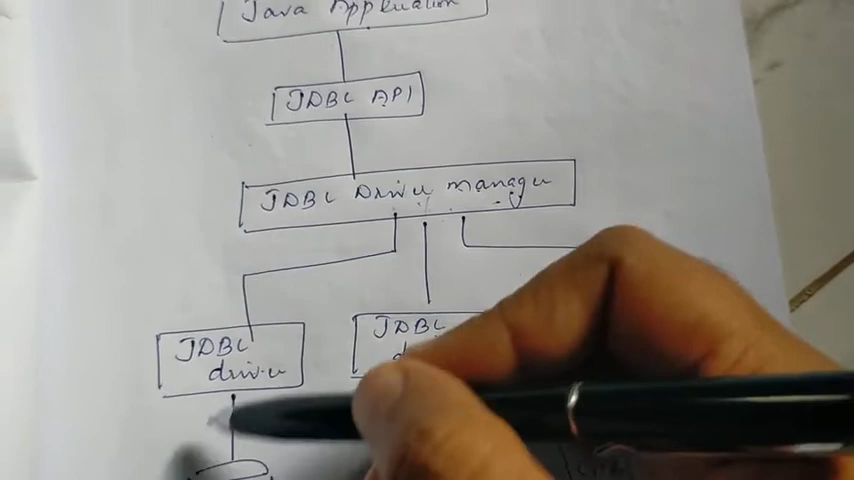 Java Application
JDBC API
JDBC Driver manager
JDBC
driver
JDBC